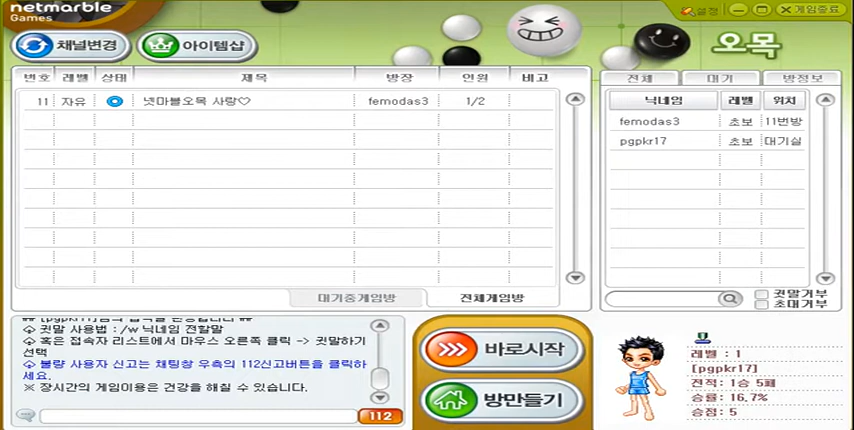 netmarble
Games
설정
게임종료
채널변경
아이템샵
오목
번호 레벨 상태 제목 방장 인원 비고
11 자유 넷마블오목 사랑♡ femodas3 1/2
전체 대기 방정보
닉네임 레벨 위치
femodas3 초보 11번방
pgpkr17 초보 대기실
대기중게임방 전체게임방
귓말거부
초대거부
귓말 사용법 : /w 닉네임 전할말
혹은 접속자 리스트에서 마우스 오른쪽 클릭 -> 귓말하기
선택
불량 사용자 신고는 채팅창 우측의 112신고버튼을 클릭하
세요.
※ 장시간의 게임이용은 건강을 해칠 수 있습니다.
112
바로시작
방만들기
레벨 : 1
[pgpkr17]
전적 : 1승 5패
승률 : 16.7%
승점 : 5